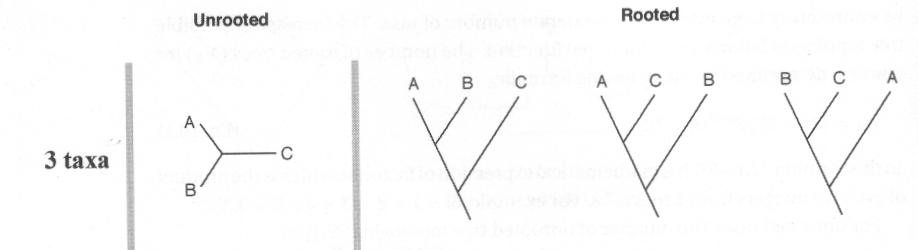 Unrooted
Rooted
A B C
A C B
B C A
A
C
B
3 taxa